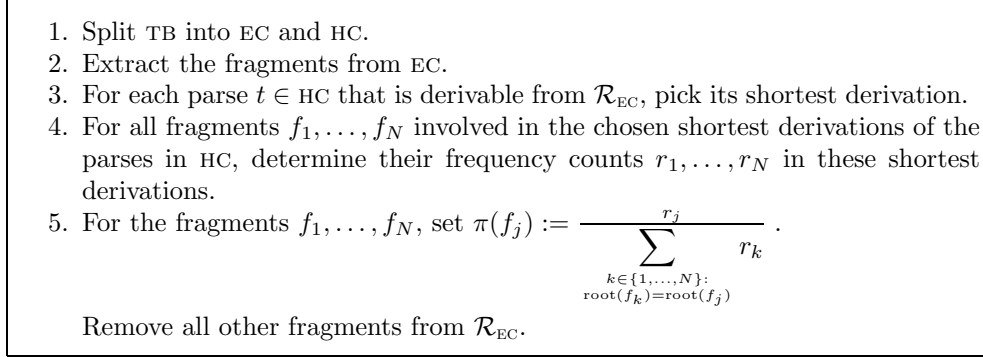 1. Split TB into EC and HC.
2. Extract the fragments from EC.
3. For each parse t ∈ HC that is derivable from ℛ_EC, pick its shortest derivation.
4. For all fragments f₁, . . . , f_N involved in the chosen shortest derivations of the
parses in HC, determine their frequency counts r₁, . . . , r_N in these shortest
derivations.
5. For the fragments f₁, . . . , f_N, set π(f_j) := r_j / ∑_{k∈{1,...,N}: root(f_k)=root(f_j)} r_k .
Remove all other fragments from ℛ_EC.